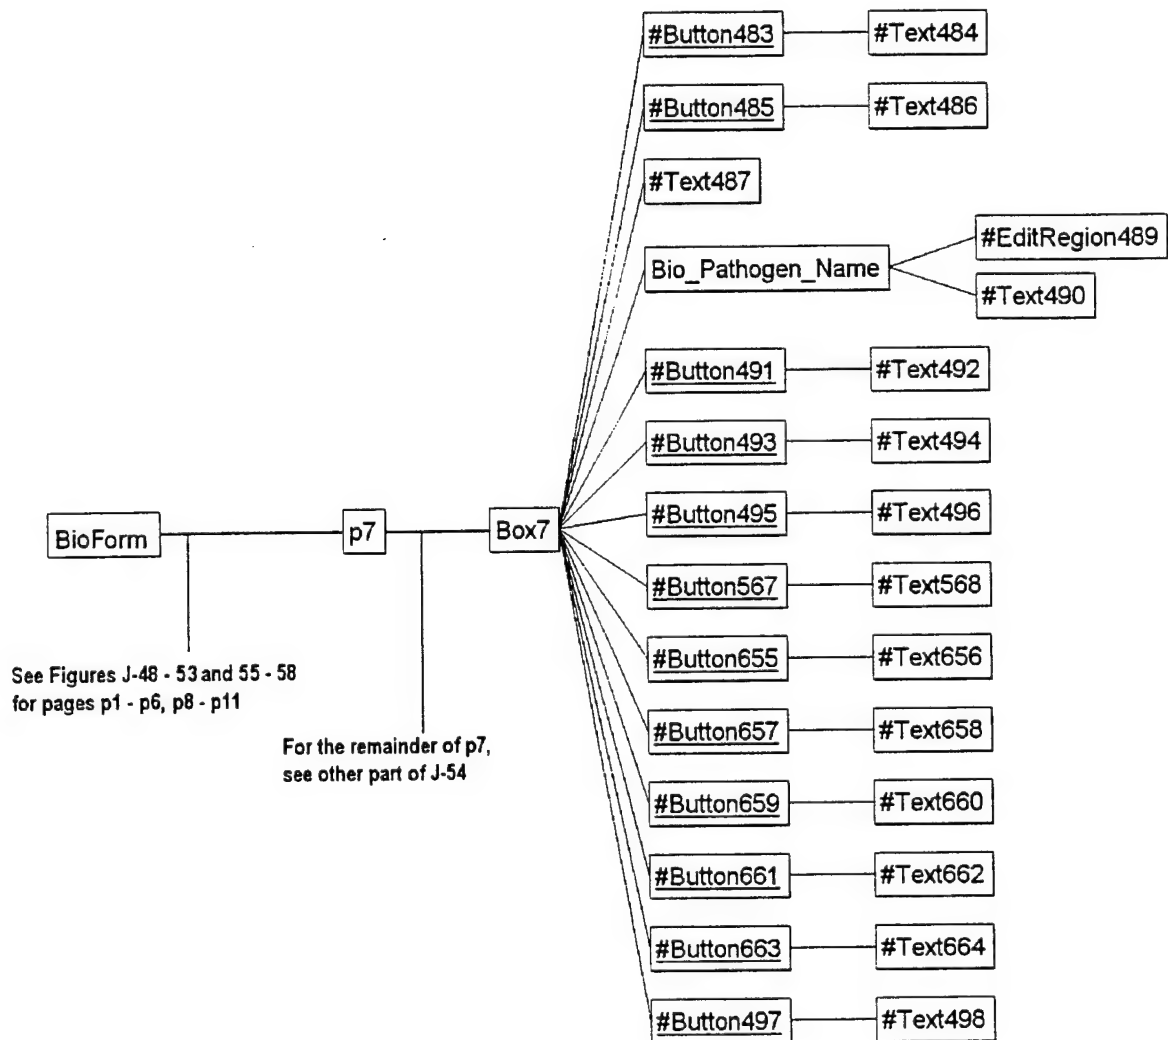 #Button483 #Text484
#Button485 #Text486
#Text487
#EditRegion489
Bio_Pathogen_Name
#Text490
#Button491 #Text492
#Button493 #Text494
#Button495 #Text496
BioForm p7 Box7
#Button567 #Text568
#Button655 #Text656
See Figures J-48 - 53 and 55 - 58
for pages p1 - p6, p8 - p11
#Button657 #Text658
For the remainder of p7,
see other part of J-54
#Button659 #Text660
#Button661 #Text662
#Button663 #Text664
#Button497 #Text498